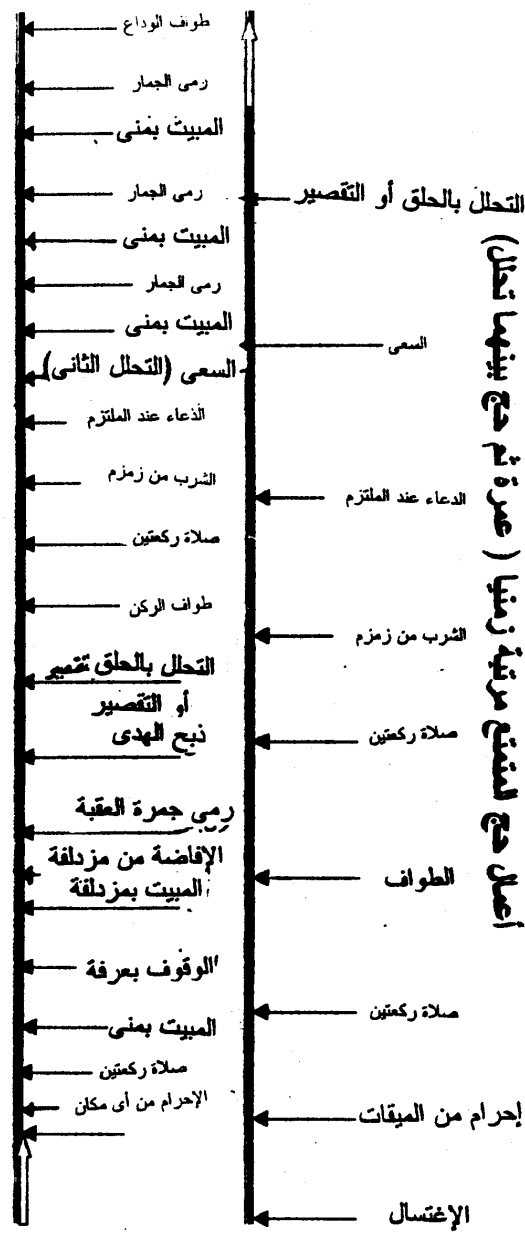 أعمال حج المتمتع مرتبة زمنيا ( عمرة ثم حج بينهما تحلل)
التحلل بالحلق أو التقصير
السعى
الدعاء عند الملتزم
الشرب من زمزم
صلاة ركعتين
الطواف
صلاة ركعتين
إحرام من الميقات
الإغتسال
طواف الوداع
رمى الجمار
المبيت بمنى
رمى الجمار
المبيت بمنى
رمى الجمار
المبيت بمنى
السعى (التحلل الثانى)
الدعاء عند الملتزم
الشرب من زمزم
صلاة ركعتين
طواف الركن
التحلل بالحلق
أو التقصير
ذبح الهدى
رمي جمرة العقبة
الإفاضة من مزدلفة
المبيت بمزدلفة
الوقوف بعرفة
المبيت بمنى
صلاة ركعتين
الإحرام من أى مكان